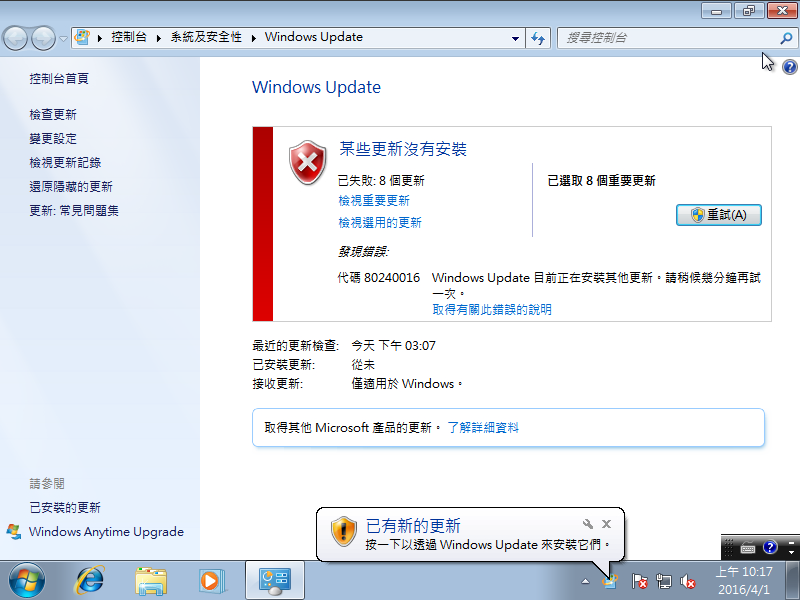 控制台 ▸ 系統及安全性 ▸ Windows Update
搜尋控制台
控制台首頁
檢查更新
變更設定
檢視更新記錄
還原隱藏的更新
更新: 常見問題集
Windows Update
某些更新沒有安裝
已失敗: 8 個更新
檢視重要更新
檢視選用的更新
已選取 8 個重要更新
重試(A)
發現錯誤:
代碼 80240016 Windows Update 目前正在安裝其他更新。請稍候幾分鐘再試
一次。
取得有關此錯誤的說明
最近的更新檢查: 今天 下午 03:07
已安裝更新: 從未
接收更新: 僅適用於 Windows。
取得其他 Microsoft 產品的更新。 了解詳細資料
請參閱
已安裝的更新
Windows Anytime Upgrade
已有新的更新
按一下以透過 Windows Update 來安裝它們。
上午 10:17
2016/4/1